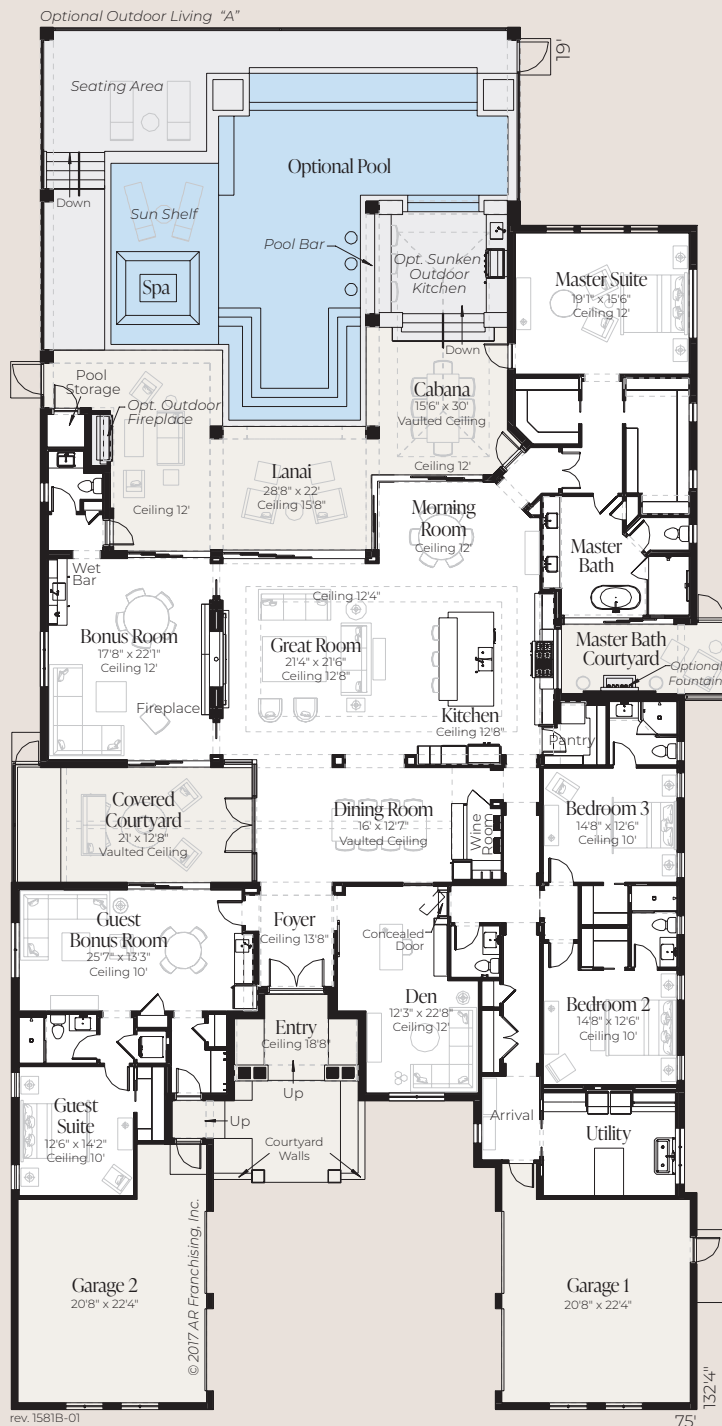 Optional Outdoor Living "A"
19'
Seating Area
Optional Pool
Down
Sun Shelf
Pool Bar
Opt. Sunken
Outdoor
Kitchen
Spa
Master Suite
19'1" x 15'6"
Ceiling 12'
Down
Pool
Storage
Opt. Outdoor
Fireplace
Cabana
15'6" x 30'
Vaulted Ceiling
Ceiling 12'
Lanai
28'8" x 22'
Ceiling 15'8"
Ceiling 12'
Morning
Room
Ceiling 12'
Master
Bath
Wet
Bar
Ceiling 12'4"
Bonus Room
17'8" x 22'1"
Ceiling 12'
Great Room
21'4" x 21'6"
Ceiling 12'8"
Master Bath
Courtyard
Optional
Fountain
Fireplace
Kitchen
Ceiling 12'8"
Pantry
Covered
Courtyard
21' x 12'8"
Vaulted Ceiling
Dining Room
16' x 12'7"
Vaulted Ceiling
Wine
Room
Bedroom 3
14'8" x 12'6"
Ceiling 10'
Guest
Bonus Room
25'7" x 13'3"
Ceiling 10'
Foyer
Ceiling 13'8"
Concealed
Door
Den
12'3" x 22'8"
Ceiling 12'
Bedroom 2
14'8" x 12'6"
Ceiling 10'
Entry
Ceiling 18'8"
Up
Guest
Suite
12'6" x 14'2"
Ceiling 10'
Up
Courtyard
Walls
Arrival
Utility
Garage 2
20'8" x 22'4"
© 2017 AR Franchising, Inc.
Garage 1
20'8" x 22'4"
132'4"
rev. 1581B-01
75'